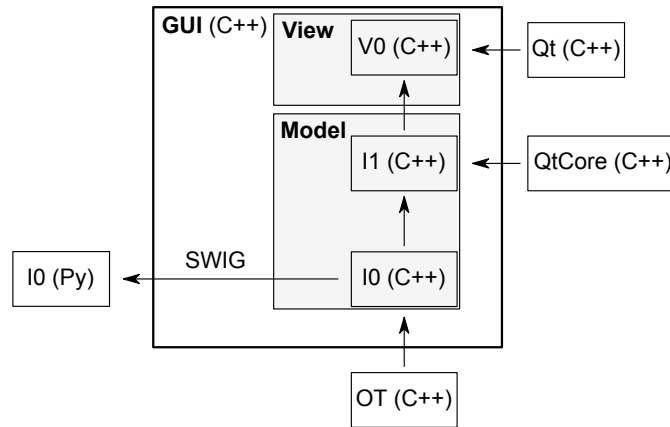 GUI (C++)
View
V0 (C++)
Qt (C++)
Model
I1 (C++)
QtCore (C++)
SWIG
I0 (Py)
I0 (C++)
OT (C++)